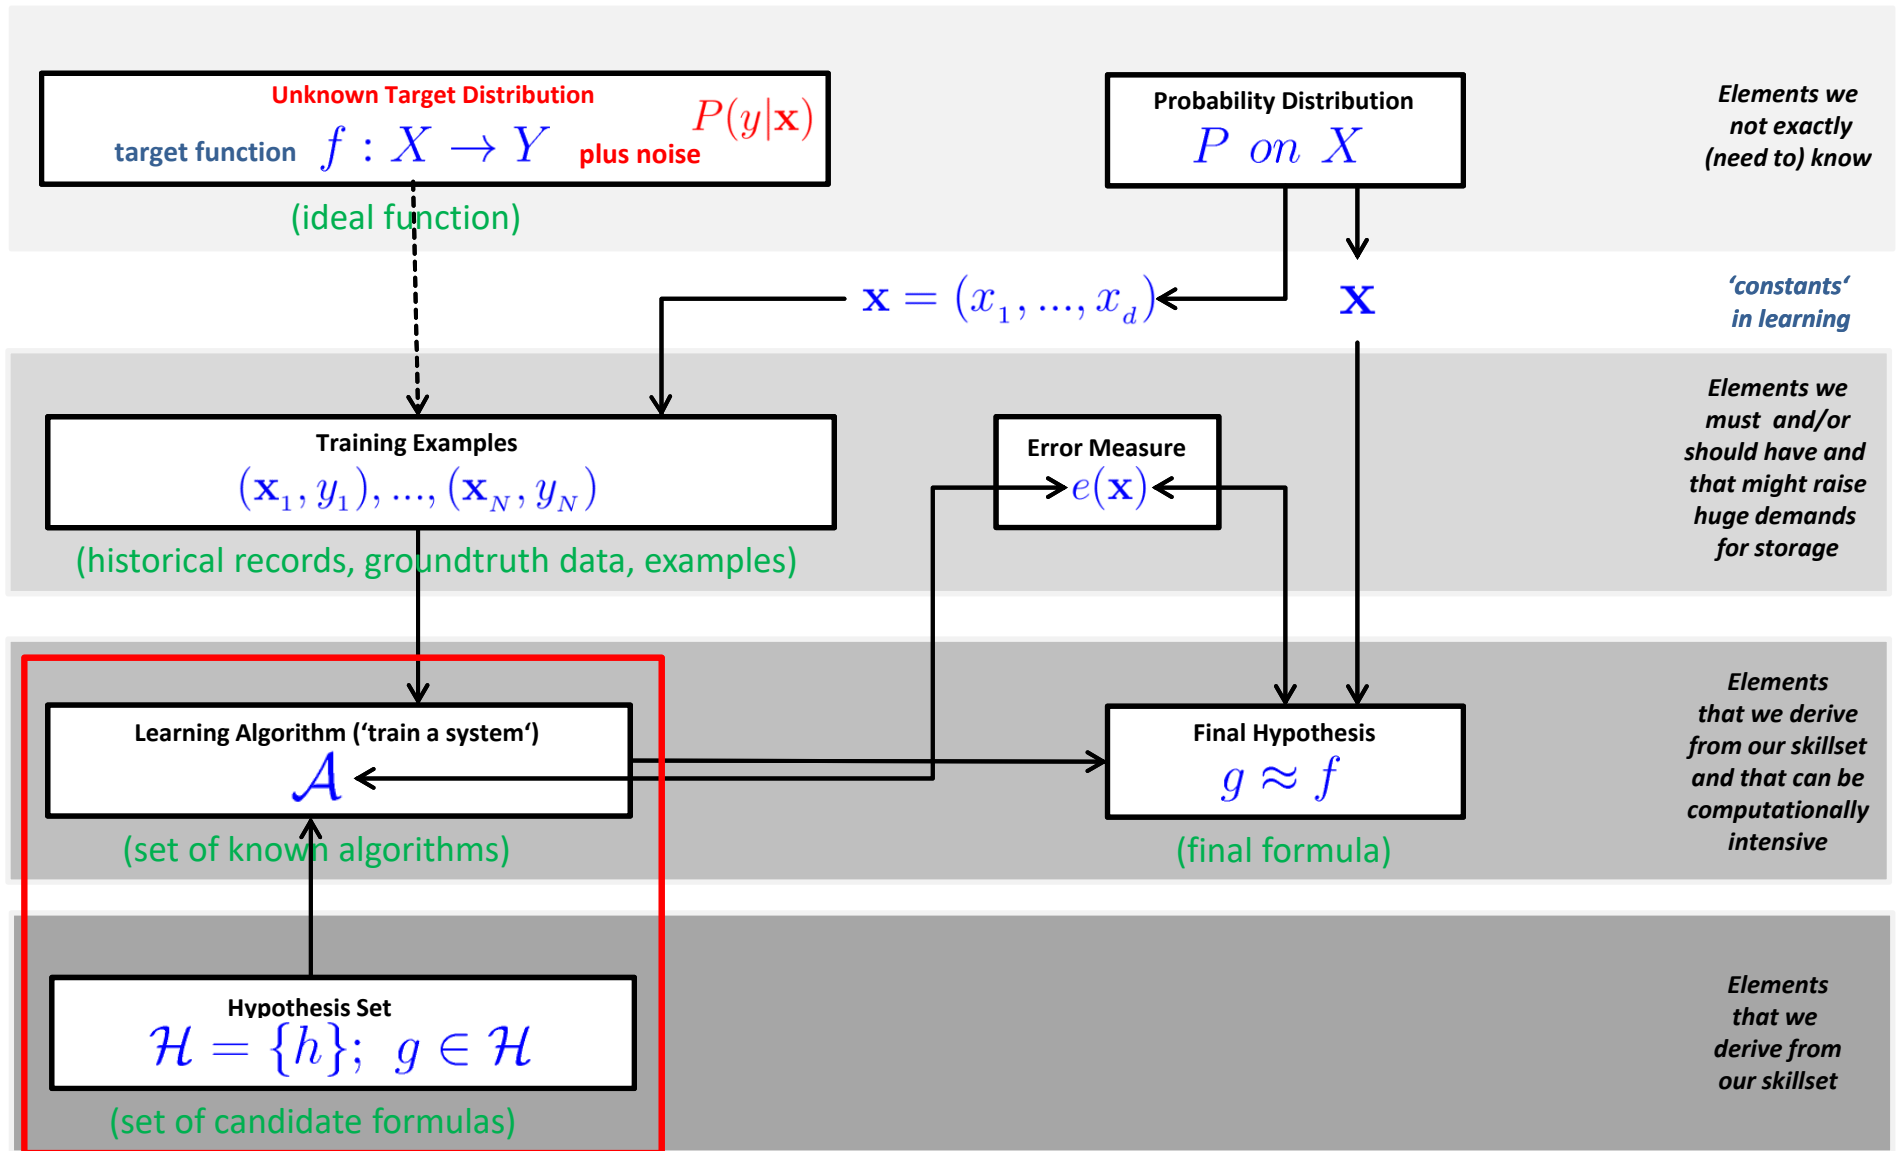 Unknown Target Distribution
target function f : X → Y plus noise P(y|𝐱)
(ideal function)
Probability Distribution
P on X
Elements we
not exactly
(need to) know
𝐱 = (x₁, ..., x_d)
𝐱
‘constants‘
in learning
Training Examples
(𝐱₁, y₁), ..., (𝐱_N, y_N)
(historical records, groundtruth data, examples)
Error Measure
e(𝐱)
Elements we
must and/or
should have and
that might raise
huge demands
for storage
Learning Algorithm (‘train a system‘)
𝒜
(set of known algorithms)
Final Hypothesis
g ≈ f
(final formula)
Elements
that we derive
from our skillset
and that can be
computationally
intensive
Hypothesis Set
ℋ = {h}; g ∈ ℋ
(set of candidate formulas)
Elements
that we
derive from
our skillset